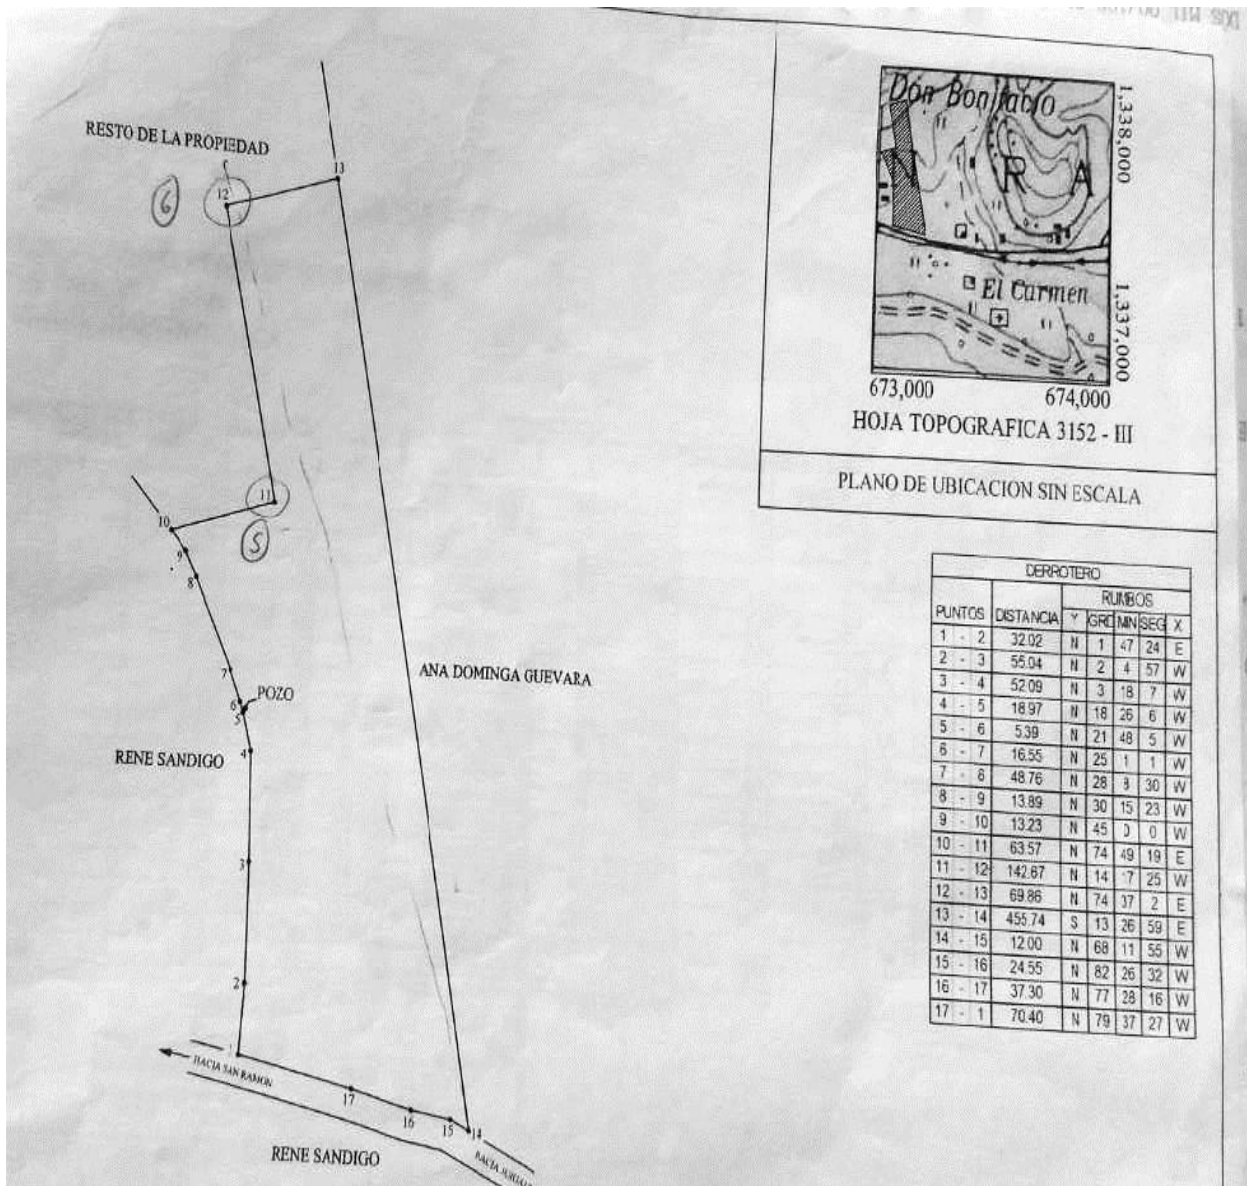 RESTO DE LA PROPIEDAD
13
12
6
11
5
10
9
8
7
6
5
POZO
4
RENE SANDIGO
ANA DOMINGA GUEVARA
3
2
1
HACIA SAN RAMON
17
16
15
14
RENE SANDIGO
HACIA
Don Bonifacio
N R A
El Carmen
1,338,000
1,337,000
673,000 674,000
HOJA TOPOGRAFICA 3152 - III
PLANO DE UBICACION SIN ESCALA
DERROTERO
RUMBOS
PUNTOS DISTANCIA Y GRD MIN SEG X
1 - 2 32.02 N 1 47 24 E
2 - 3 55.04 N 2 4 57 W
3 - 4 52.09 N 3 18 7 W
4 - 5 18.97 N 18 26 6 W
5 - 6 5.39 N 21 48 5 W
6 - 7 16.55 N 25 1 1 W
7 - 8 48.76 N 28 8 30 W
8 - 9 13.89 N 30 15 23 W
9 - 10 13.23 N 45 0 0 W
10 - 11 63.57 N 74 49 19 E
11 - 12 142.67 N 14 25 W
12 - 13 69.86 N 74 37 2 E
13 - 14 455.74 S 13 26 59 E
14 - 15 12.00 N 68 11 55 W
15 - 16 24.55 N 82 26 32 W
16 - 17 37.30 N 77 28 16 W
17 - 1 70.40 N 79 37 27 W